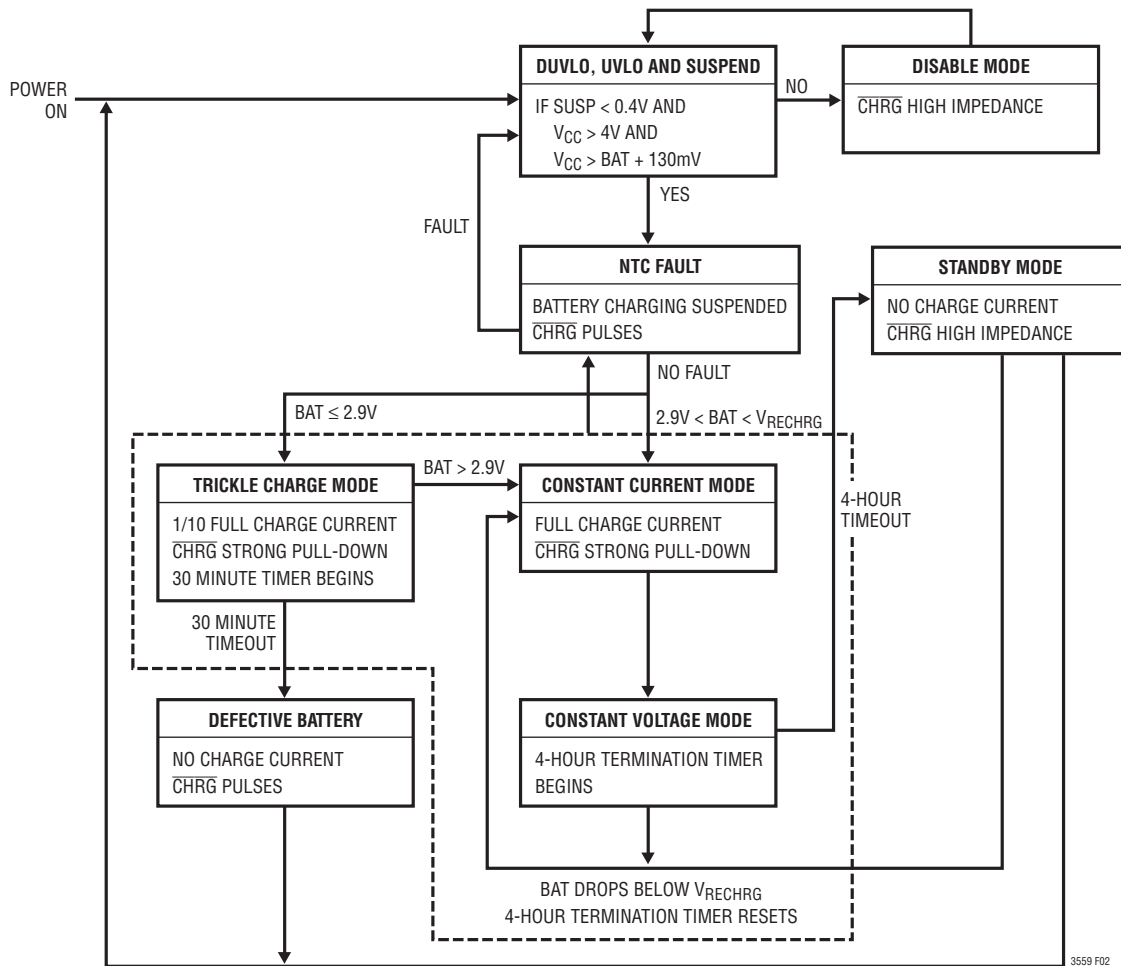 POWER
ON
DUVLO, UVLO AND SUSPEND
IF SUSP < 0.4V AND
VCC > 4V AND
VCC > BAT + 130mV
NO
DISABLE MODE
CHRG HIGH IMPEDANCE
YES
FAULT
NTC FAULT
BATTERY CHARGING SUSPENDED
CHRG PULSES
STANDBY MODE
NO CHARGE CURRENT
CHRG HIGH IMPEDANCE
NO FAULT
BAT ≤ 2.9V
2.9V < BAT < VRECHRG
TRICKLE CHARGE MODE
1/10 FULL CHARGE CURRENT
CHRG STRONG PULL-DOWN
30 MINUTE TIMER BEGINS
BAT > 2.9V
CONSTANT CURRENT MODE
FULL CHARGE CURRENT
CHRG STRONG PULL-DOWN
4-HOUR
TIMEOUT
30 MINUTE
TIMEOUT
DEFECTIVE BATTERY
NO CHARGE CURRENT
CHRG PULSES
CONSTANT VOLTAGE MODE
4-HOUR TERMINATION TIMER
BEGINS
BAT DROPS BELOW VRECHRG
4-HOUR TERMINATION TIMER RESETS
3559 F02